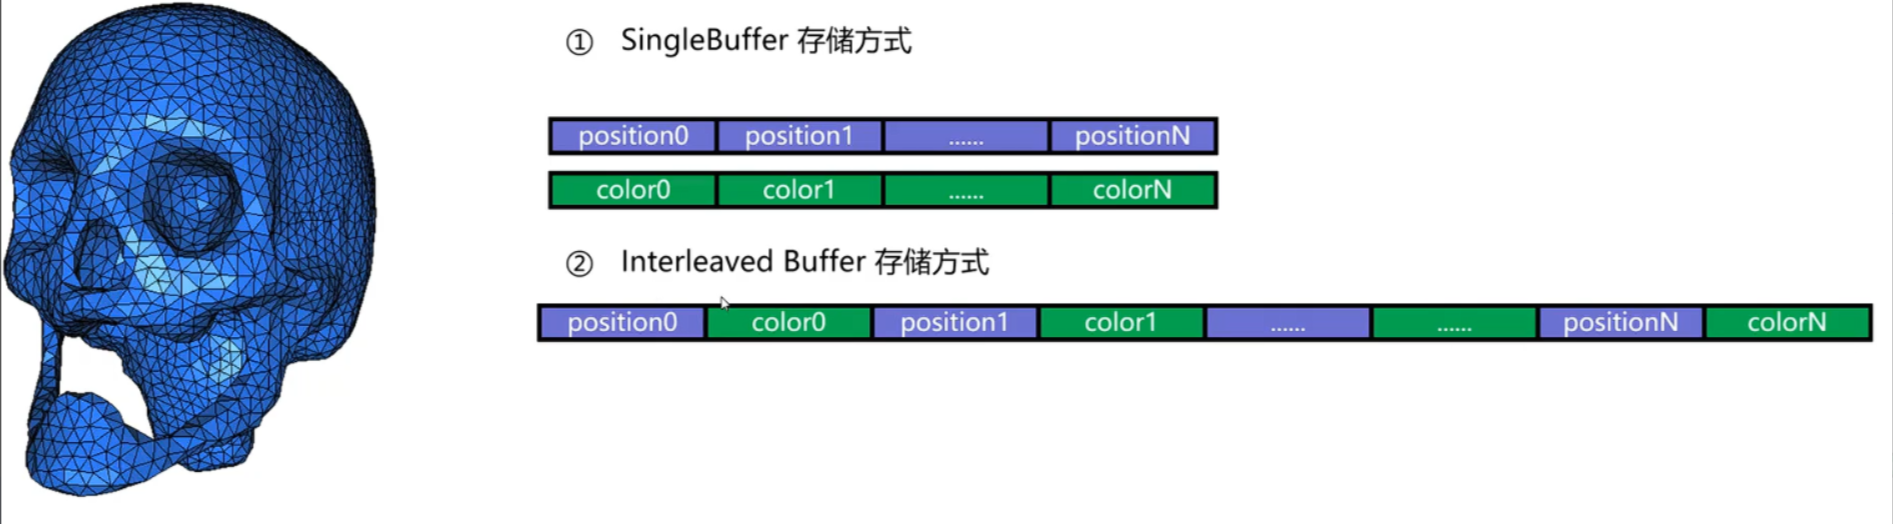 ① SingleBuffer 存储方式
position0 position1 ...... positionN
color0 color1 ...... colorN
② Interleaved Buffer 存储方式
position0 color0 position1 color1 ...... ...... positionN colorN